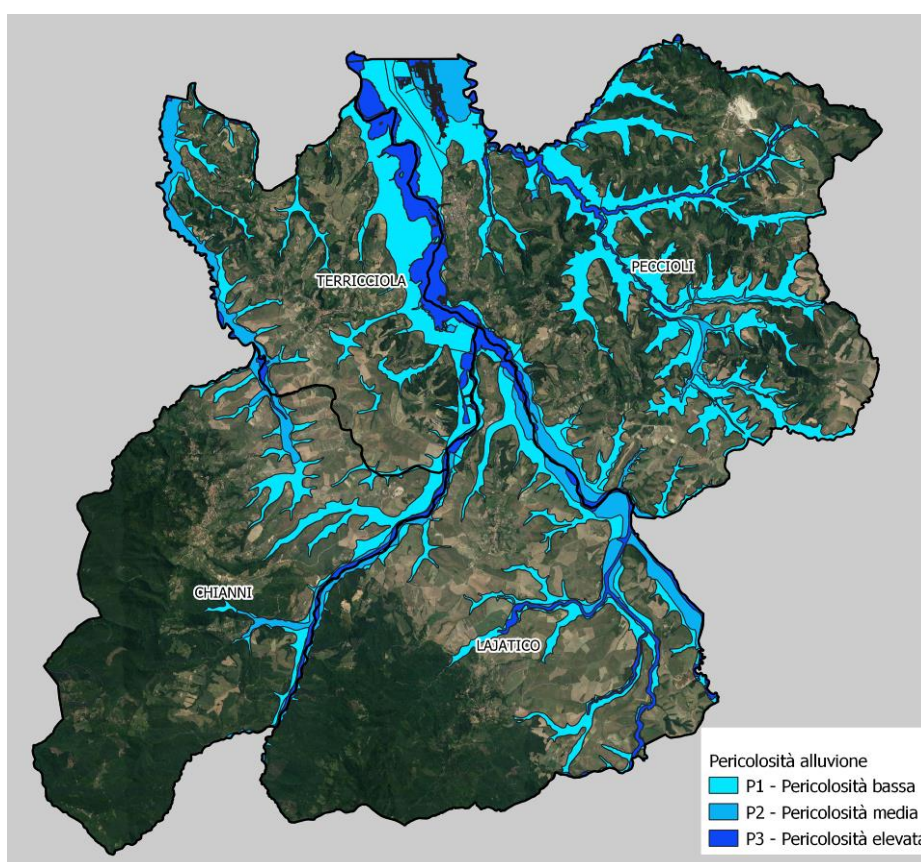 TERRICCIOLA
PECCIOLI
CHIANNI
LAJATICO
Pericolosità alluvione
P1 - Pericolosità bassa
P2 - Pericolosità media
P3 - Pericolosità elevata